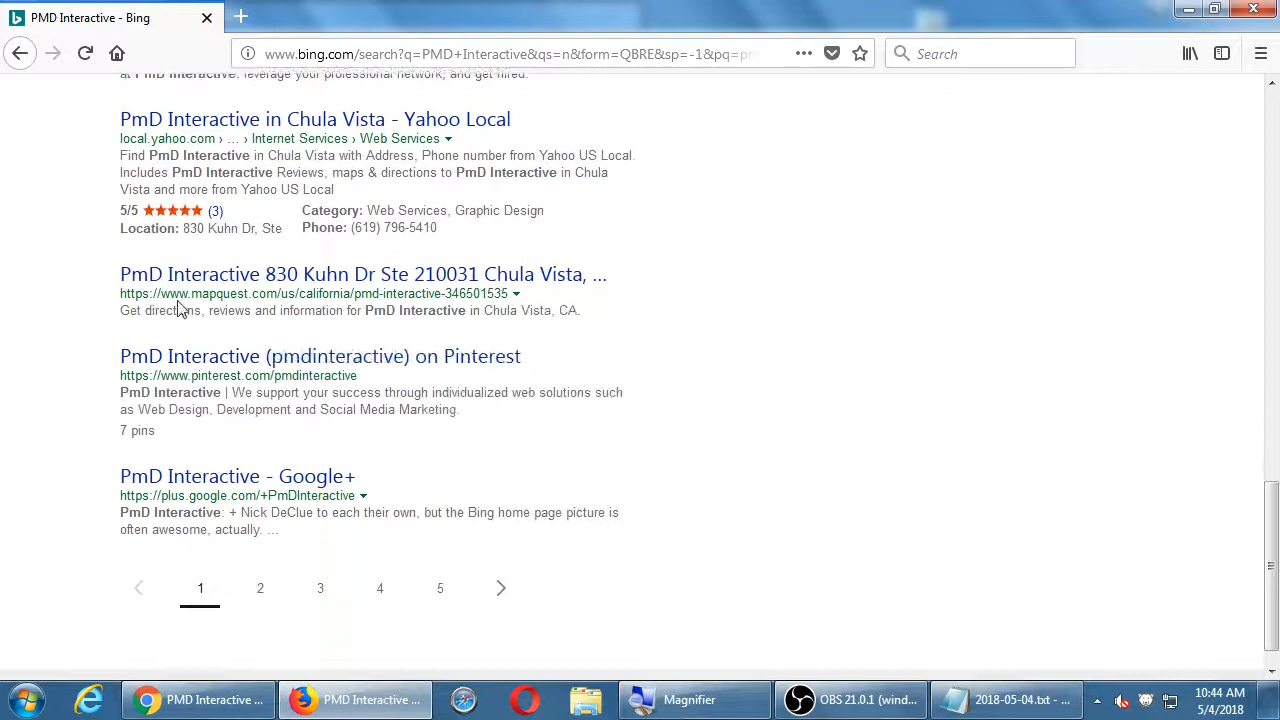 PMD Interactive - Bing
www.bing.com/search?q=PMD+Interactive&qs=n&form=QBRE&sp=-1&pq=
Search
at PmD Interactive, leverage your professional network, and get hired.
PmD Interactive in Chula Vista - Yahoo Local
local.yahoo.com › ... › Internet Services › Web Services
Find PmD Interactive in Chula Vista with Address, Phone number from Yahoo US Local.
Includes PmD Interactive Reviews, maps & directions to PmD Interactive in Chula
Vista and more from Yahoo US Local
5/5 (3) Category: Web Services, Graphic Design
Location: 830 Kuhn Dr, Ste Phone: (619) 796-5410
PmD Interactive 830 Kuhn Dr Ste 210031 Chula Vista, ...
https://www.mapquest.com/us/california/pmd-interactive-346501535
Get directions, reviews and information for PmD Interactive in Chula Vista, CA.
PmD Interactive (pmdinteractive) on Pinterest
https://www.pinterest.com/pmdinteractive
PmD Interactive | We support your success through individualized web solutions such
as Web Design, Development and Social Media Marketing.
7 pins
PmD Interactive - Google+
https://plus.google.com/+PmDInteractive
PmD Interactive: + Nick DeClue to each their own, but the Bing home page picture is
often awesome, actually. ...
1 2 3 4 5
PMD Interactive ...
PMD Interactive ...
Magnifier
OBS 21.0.1 (wind...
2018-05-04.txt - ...
10:44 AM
5/4/2018